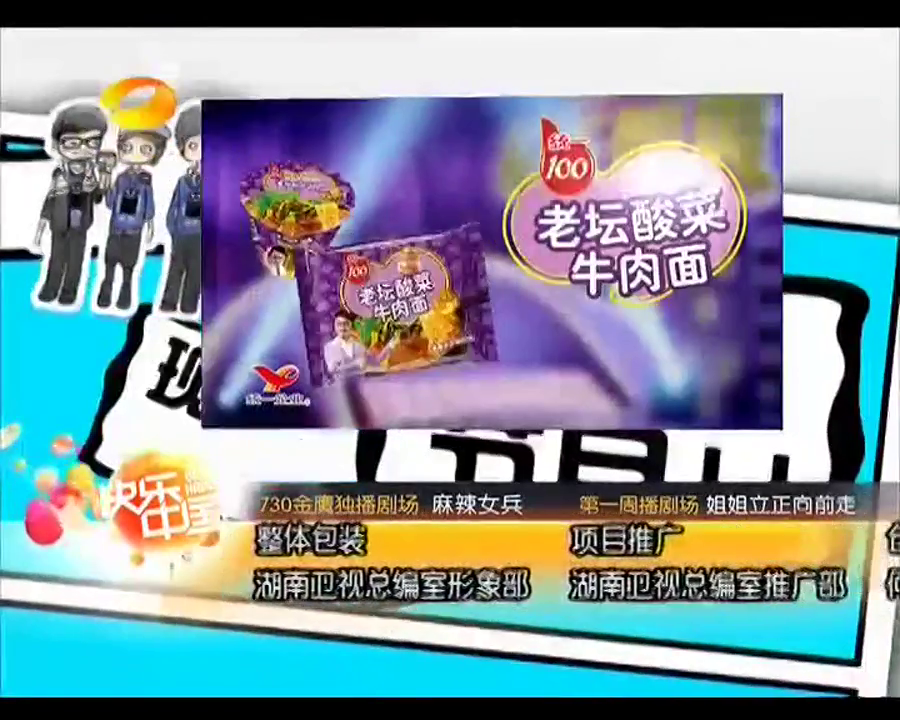 统一
100
老坛酸菜
牛肉面
100
老坛酸菜
牛肉面
统一企业。
快乐
中国
730金鹰独播剧场 麻辣女兵 第一周播剧场 姐姐立正向前走
整体包装 项目推广
湖南卫视总编室形象部 湖南卫视总编室推广部